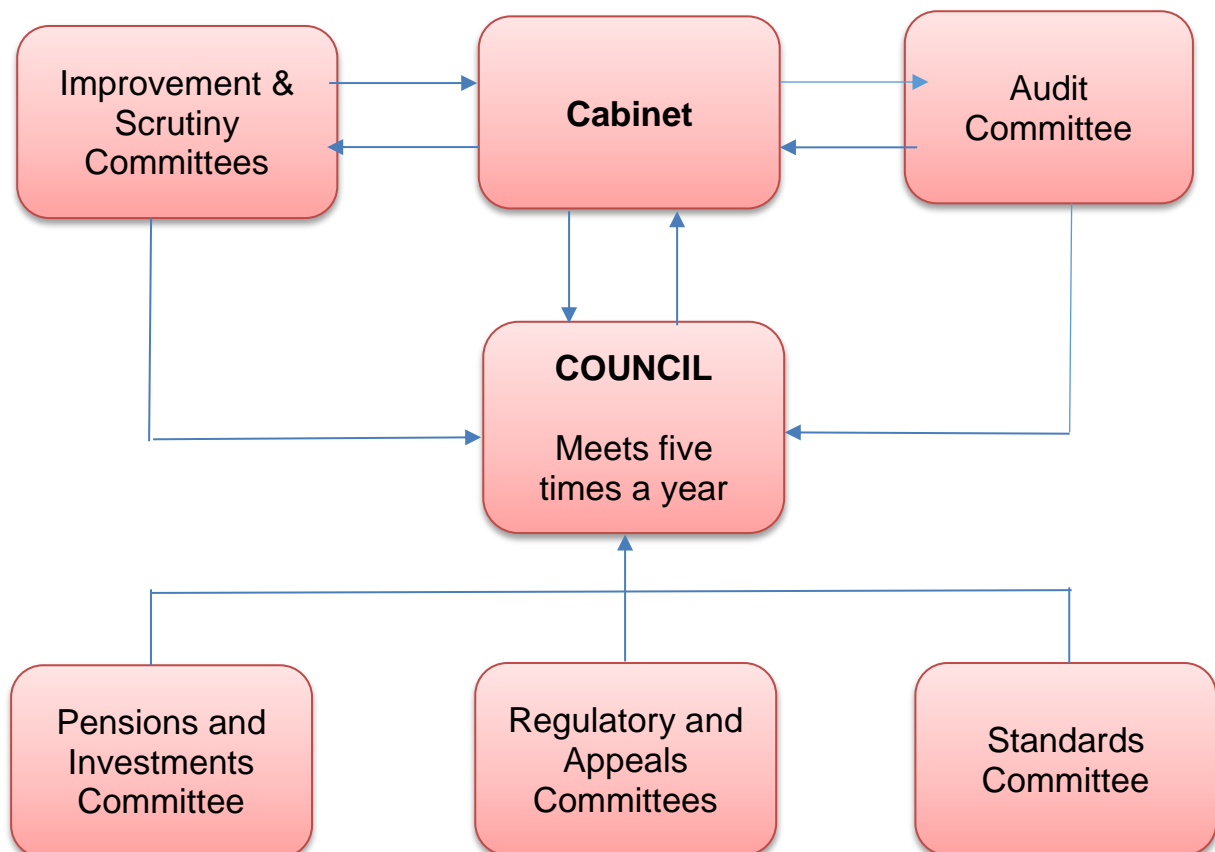 Improvement &
Scrutiny
Committees
Cabinet
Audit
Committee
COUNCIL
Meets five
times a year
Pensions and
Investments
Committee
Regulatory and
Appeals
Committees
Standards
Committee